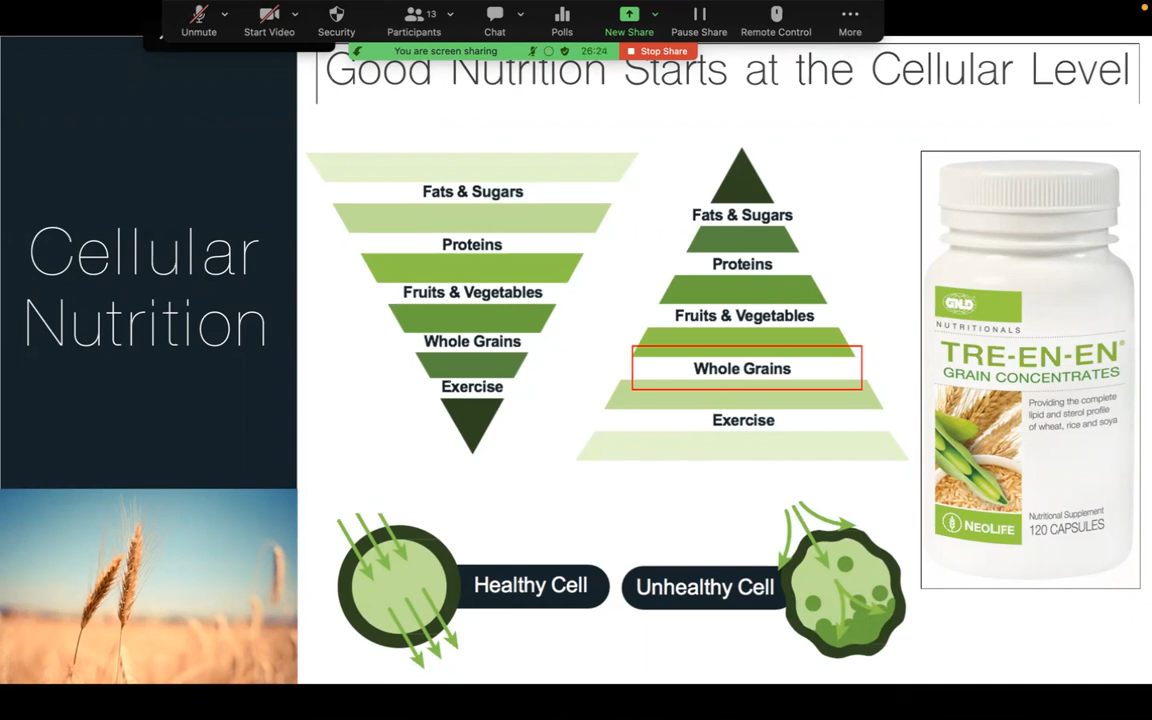 Unmute
Start Video
Security
Participants
13
Chat
Polls
New Share
Pause Share
Remote Control
More
You are screen sharing
26:24
Stop Share
Good Nutrition Starts at the Cellular Level
Cellular
Nutrition
Fats & Sugars
Proteins
Fruits & Vegetables
Whole Grains
Exercise
Fats & Sugars
Proteins
Fruits & Vegetables
Whole Grains
Exercise
Healthy Cell
Unhealthy Cell
GNLD
NUTRITIONALS
TRE-EN-EN®
GRAIN CONCENTRATES
Providing the complete
lipid and sterol profile
of wheat, rice and soya
NEOLIFE
Nutritional Supplement
120 CAPSULES